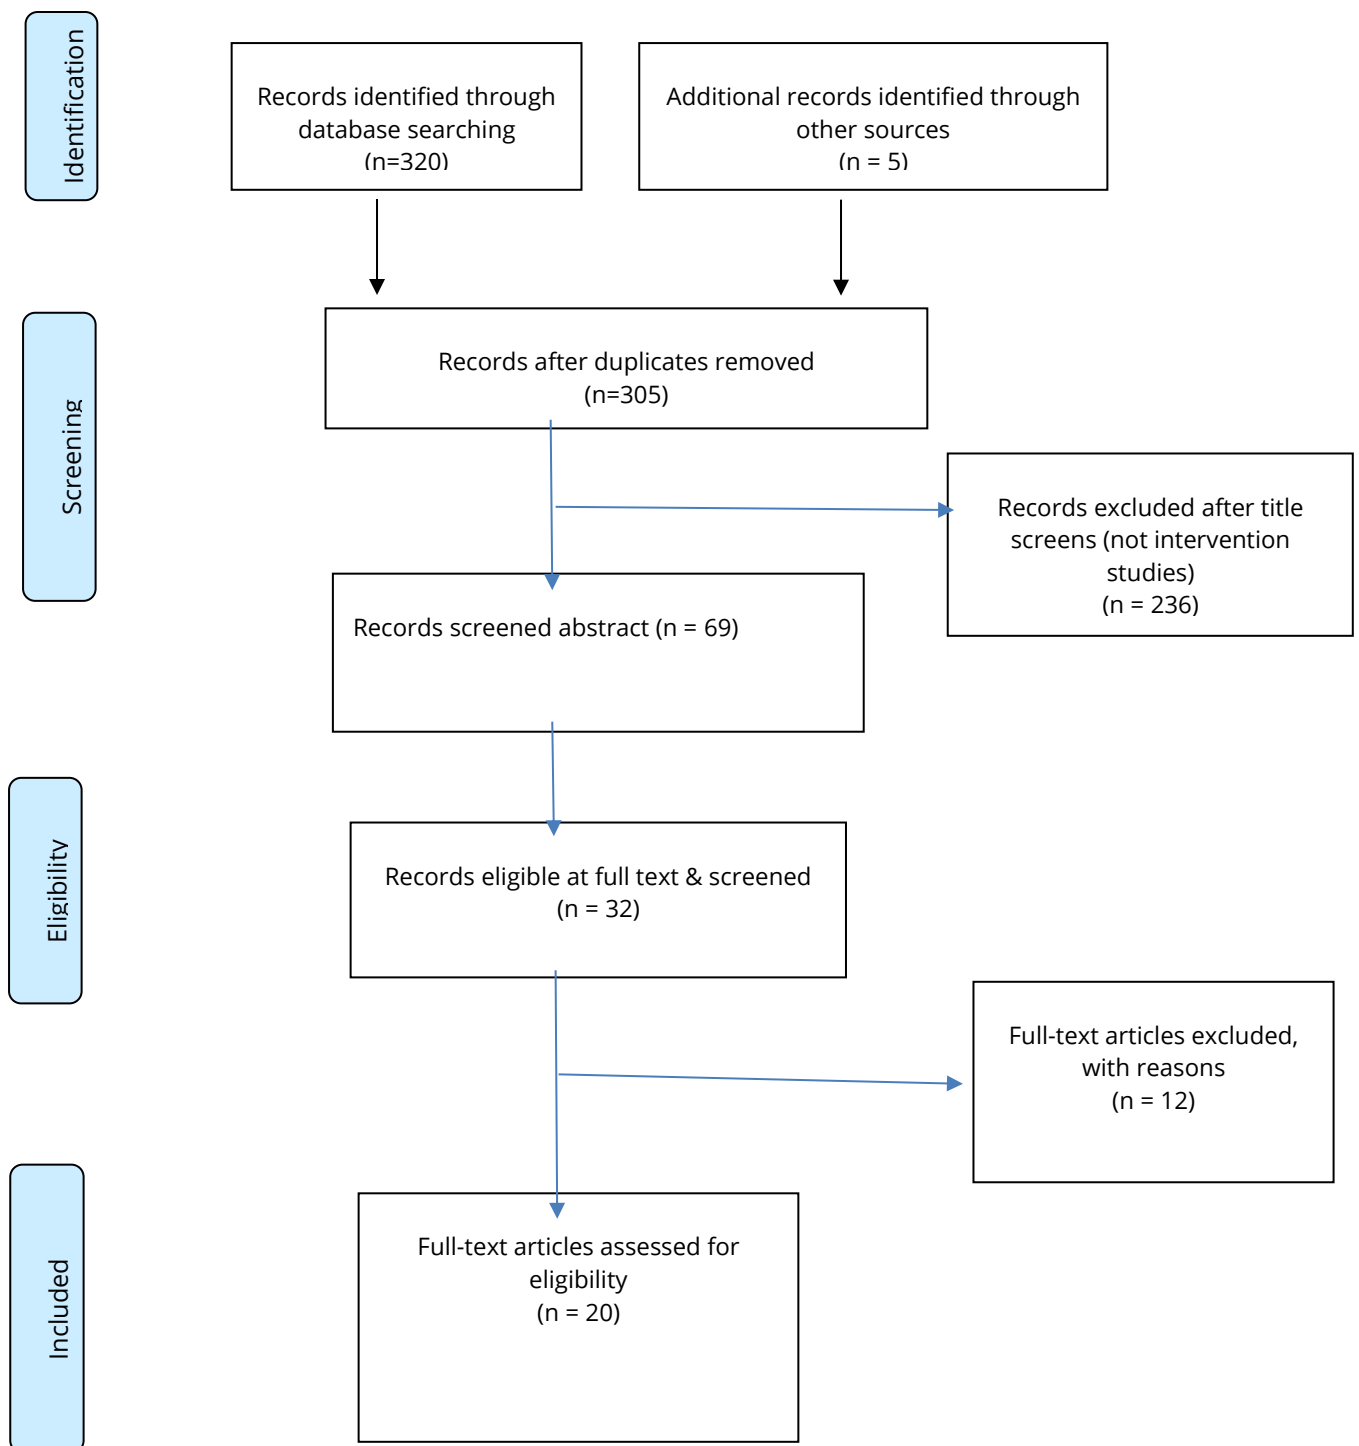 Identification
Records identified through
database searching
(n=320)
Additional records identified through
other sources
(n = 5)
Screening
Records after duplicates removed
(n=305)
Records excluded after title
screens (not intervention
studies)
(n = 236)
Records screened abstract (n = 69)
Eligibility
Records eligible at full text & screened
(n = 32)
Full-text articles excluded,
with reasons
(n = 12)
Included
Full-text articles assessed for
eligibility
(n = 20)